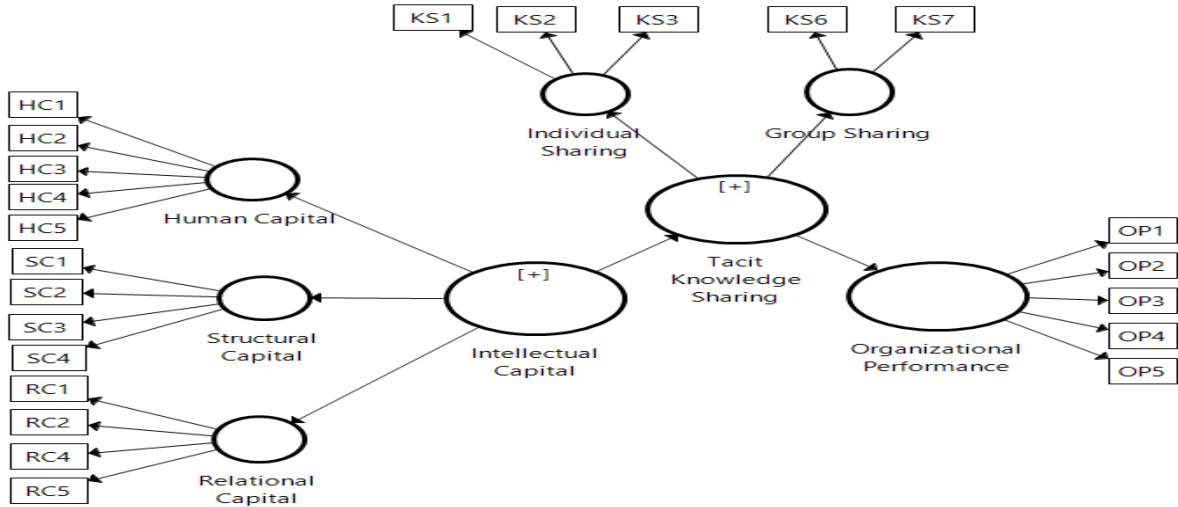 KS1
KS2
KS3
KS6
KS7
Individual
Sharing
Group Sharing
HC1
HC2
HC3
HC4
HC5
Human Capital
[+]
Tacit
Knowledge
Sharing
SC1
SC2
SC3
SC4
Structural
Capital
[+]
Intellectual
Capital
OP1
OP2
OP3
OP4
OP5
Organizational
Performance
RC1
RC2
RC4
RC5
Relational
Capital